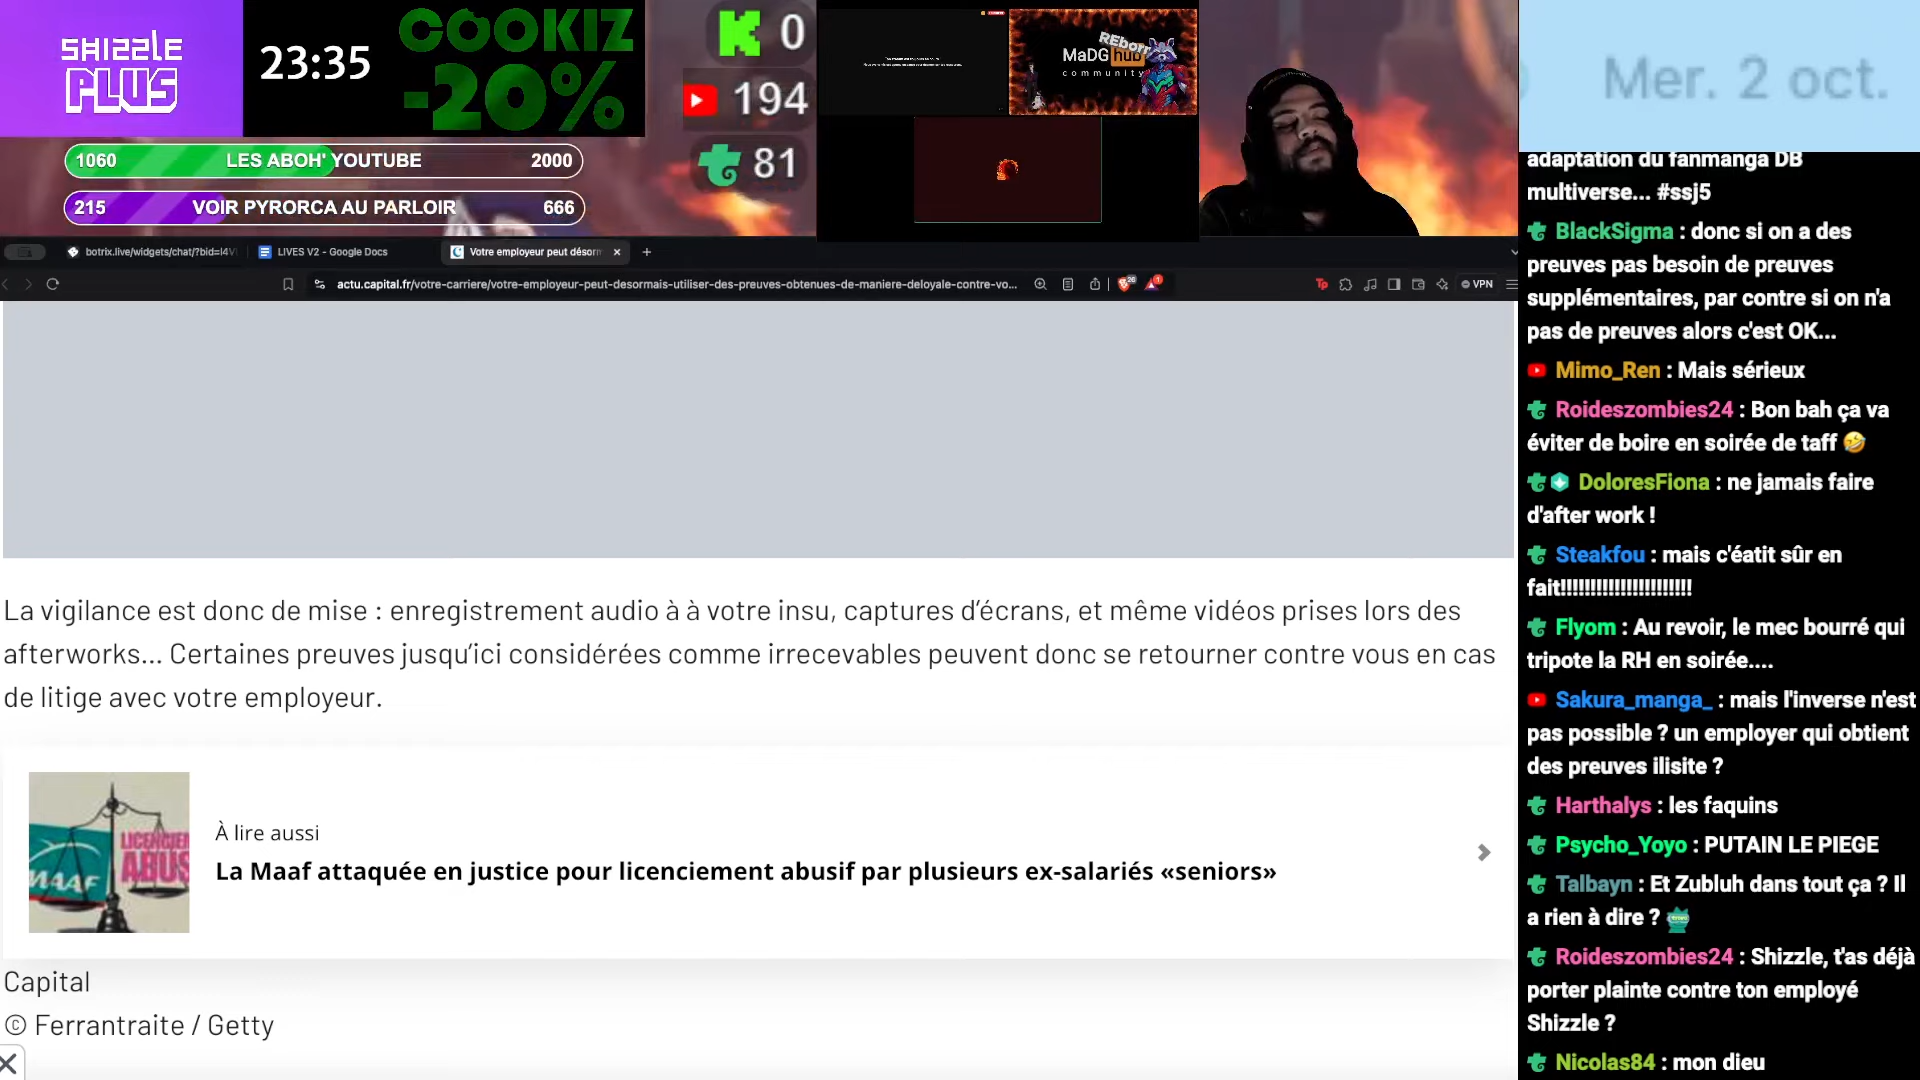 SHIZZLE
PLUS
23:35
COOKIZ
-20%
0
194
81
1060 LES ABOH' YOUTUBE 2000
215 VOIR PYRORCA AU PARLOIR 666
REborn
MaDG hub
community
Mer. 2 oct.
botrix.live/widgets/chat/?bid=I4V
LIVES V2 - Google Docs
Votre employeur peut désorm
actu.capital.fr/votre-carriere/votre-employeur-peut-desormais-utiliser-des-preuves-obtenues-de-maniere-deloyale-contre-vo...
VPN
La vigilance est donc de mise : enregistrement audio à à votre insu, captures d’écrans, et même vidéos prises lors des
afterworks... Certaines preuves jusqu’ici considérées comme irrecevables peuvent donc se retourner contre vous en cas
de litige avec votre employeur.
MAAF
LICENCIEM
ABUS
À lire aussi
La Maaf attaquée en justice pour licenciement abusif par plusieurs ex-salariés «seniors»
Capital
© Ferrantraite / Getty
adaptation du fanmanga DB
multiverse... #ssj5
BlackSigma : donc si on a des
preuves pas besoin de preuves
supplémentaires, par contre si on n'a
pas de preuves alors c'est OK...
Mimo_Ren : Mais sérieux
Roideszombies24 : Bon bah ça va
éviter de boire en soirée de taff 🤣
DoloresFiona : ne jamais faire
d'after work !
Steakfou : mais c'éatit sûr en
fait!!!!!!!!!!!!!!!!!!!!!!!
Flyom : Au revoir, le mec bourré qui
tripote la RH en soirée....
Sakura_manga_ : mais l'inverse n'est
pas possible ? un employer qui obtient
des preuves ilisite ?
Harthalys : les faquins
Psycho_Yoyo : PUTAIN LE PIEGE
Talbayn : Et Zubluh dans tout ça ? Il
a rien à dire ?
Roideszombies24 : Shizzle, t'as déjà
porter plainte contre ton employé
Shizzle ?
Nicolas84 : mon dieu